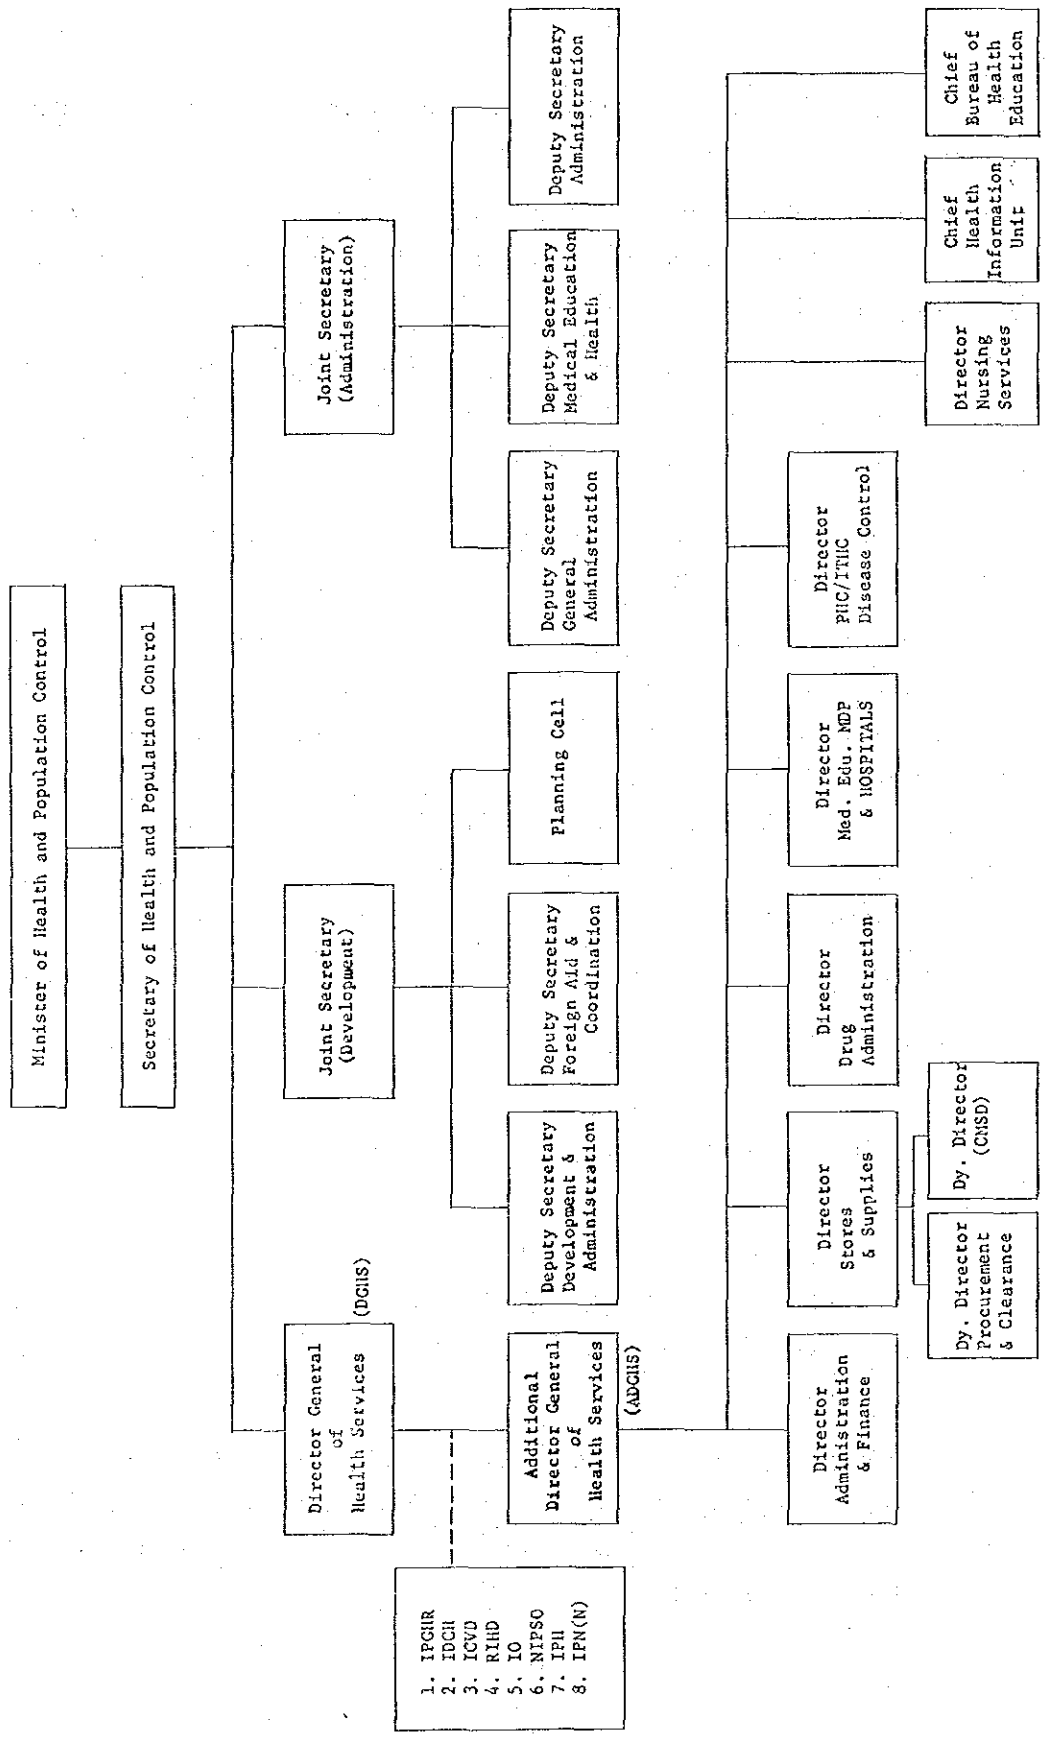 Minister of Health and Population Control
Secretary of Health and Population Control
Director General
of
Health Services
(DGHS)
Joint Secretary
(Development)
Joint Secretary
(Administration)
1. IPGMR
2. IDCH
3. ICVD
4. RIHD
5. IO
6. NIPSO
7. IPH
8. IPN(N)
Additional
Director General
of
Health Services
(ADGHS)
Deputy Secretary
Development &
Administration
Deputy Secretary
Foreign Aid &
Coordination
Planning Cell
Deputy Secretary
General
Administration
Deputy Secretary
Medical Education
& Health
Deputy Secretary
Administration
Director
Administration
& Finance
Director
Stores
& Supplies
Director
Drug
Administration
Director
Med. Edu. MDP
& HOSPITALS
Director
PHC/TTHC
Disease Control
Dy. Director
Procurement
& Clearance
Dy. Director
(CMSD)
Director
Nursing
Services
Chief
Health
Information
Unit
Chief
Bureau of
Health
Education